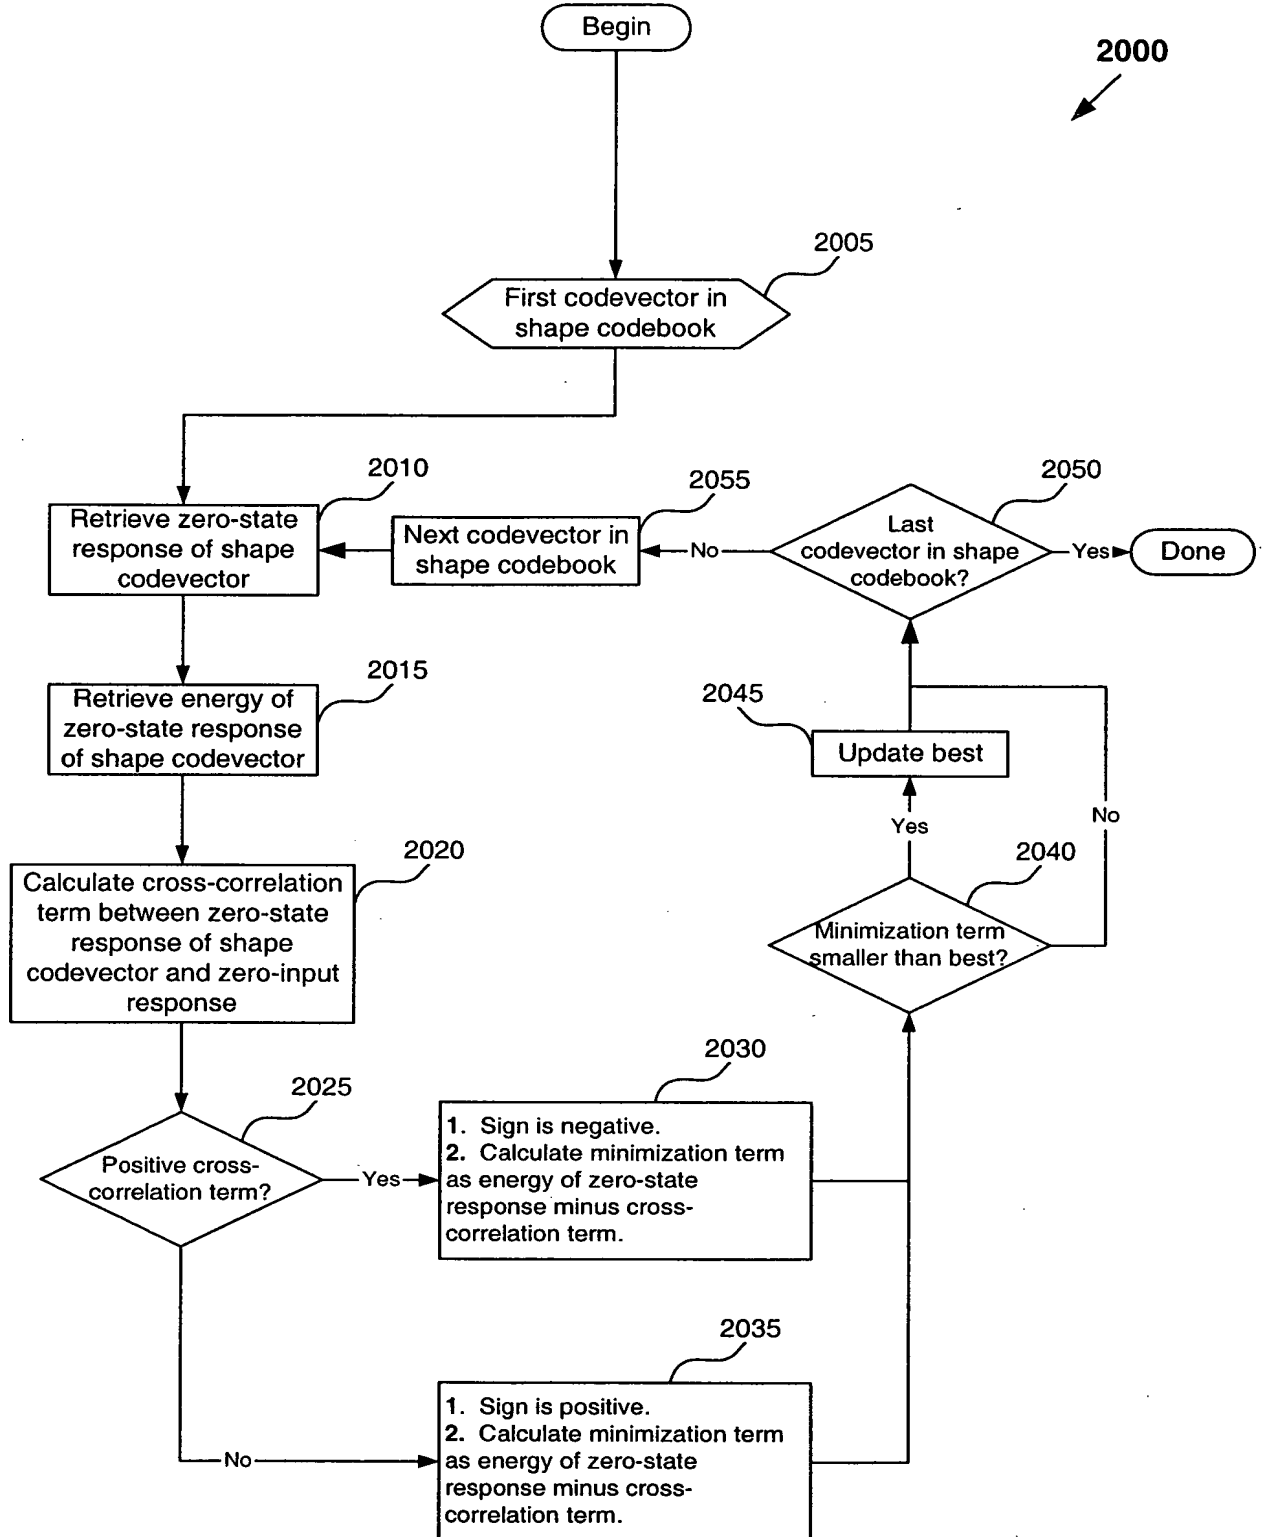 Begin
2000
2005
First codevector in
shape codebook
2010
2055
2050
Retrieve zero-state
response of shape
codevector
Next codevector in
shape codebook
No
Last
codevector in shape
codebook?
Yes
Done
2015
Retrieve energy of
zero-state response
of shape codevector
2045
Update best
No
Yes
2020
2040
Calculate cross-correlation
term between zero-state
response of shape
codevector and zero-input
response
Minimization term
smaller than best?
2030
2025
1. Sign is negative.
2. Calculate minimization term
as energy of zero-state
response minus cross-
correlation term.
Positive cross-
correlation term?
Yes
2035
1. Sign is positive.
2. Calculate minimization term
as energy of zero-state
response minus cross-
correlation term.
No